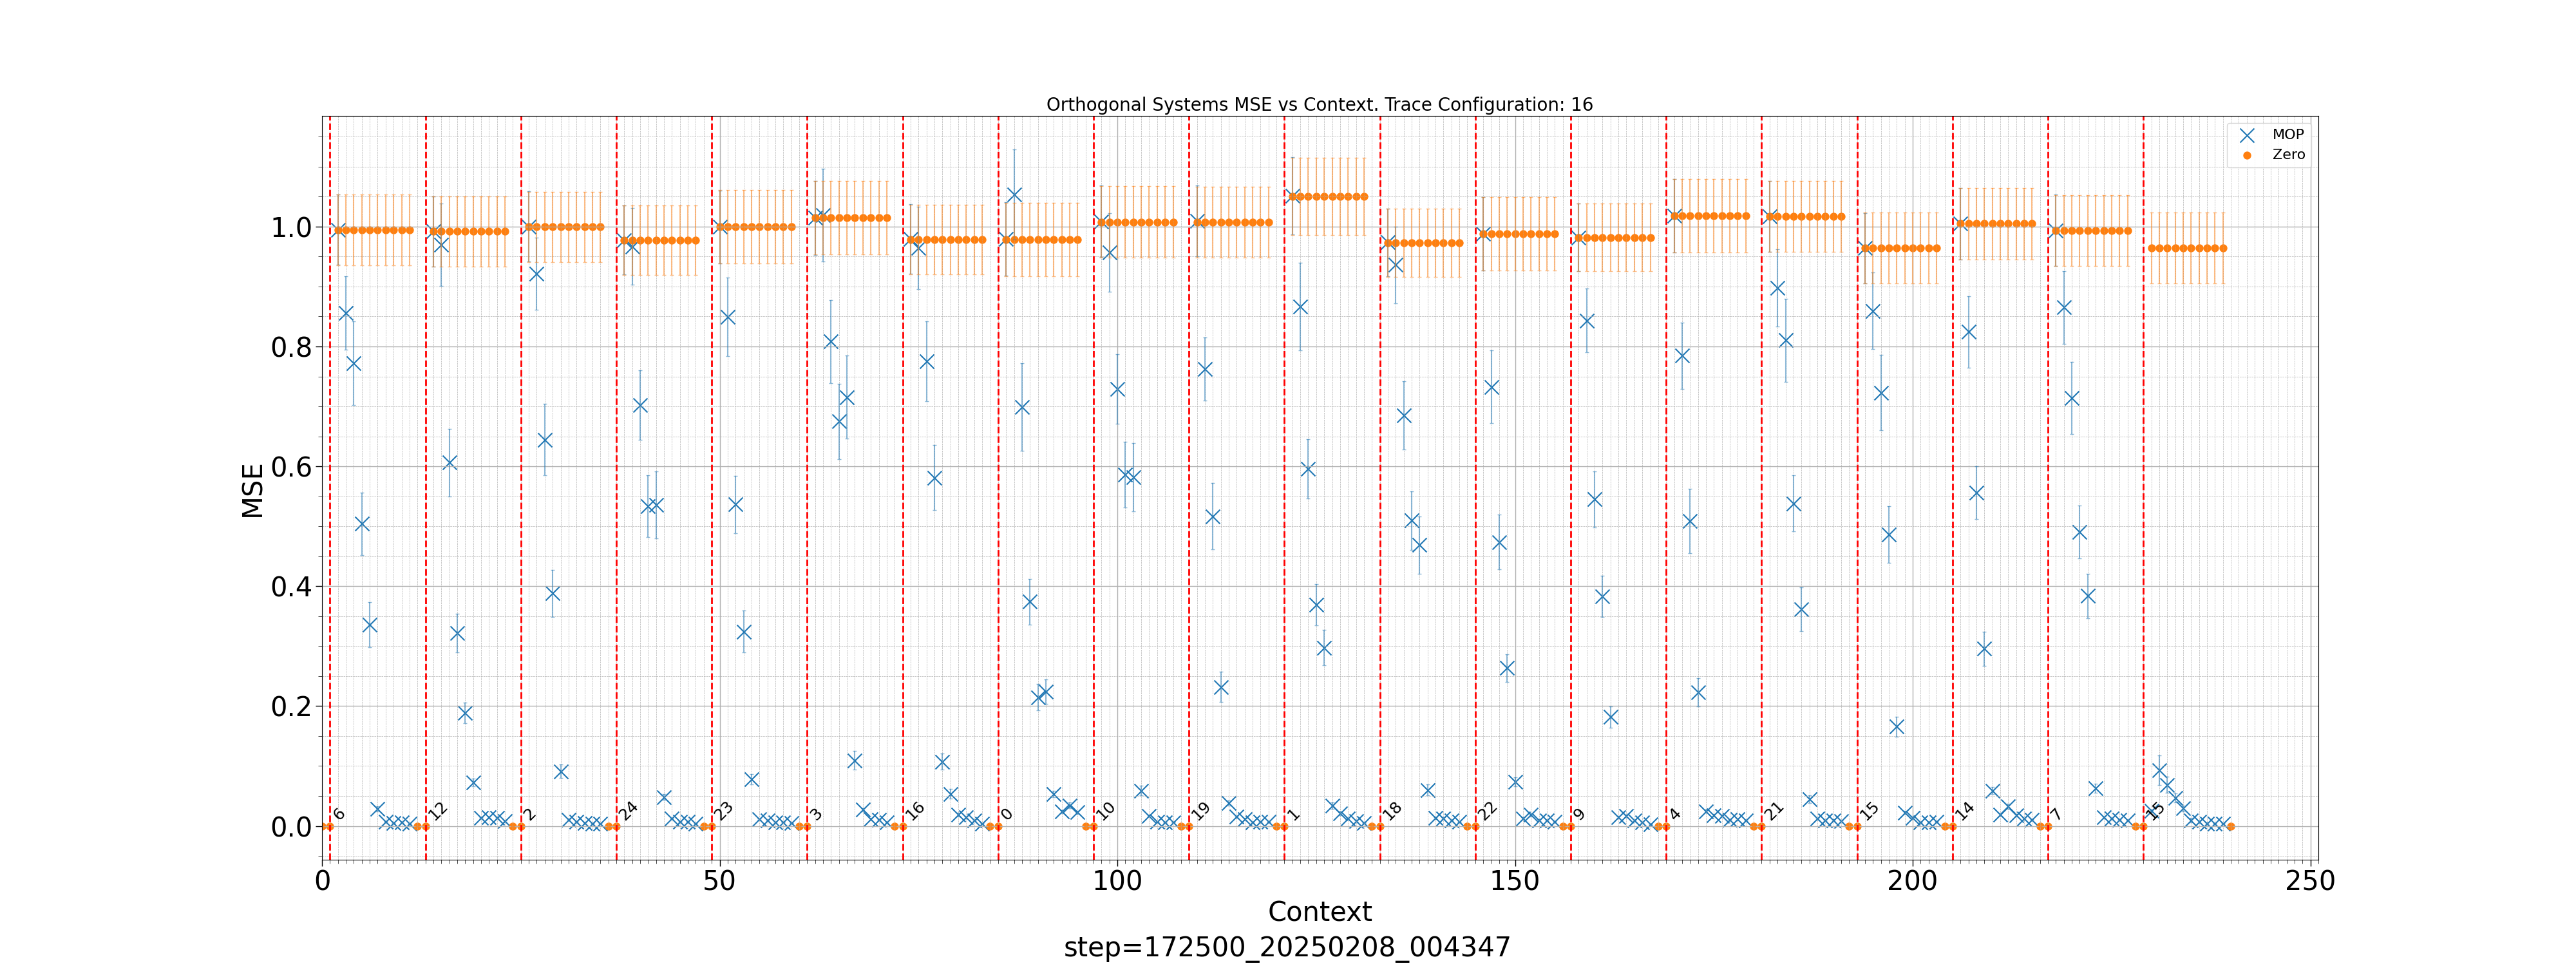 Orthogonal Systems MSE vs Context. Trace Configuration: 16
MOP
Zero
MSE
1.0
0.8
0.6
0.4
0.2
0.0
6 12 2 24 23 3 16 0 10 19 1 18 22 9 4 21 15 14 7 15
0 50 100 150 200 250
Context
step=172500_20250208_004347